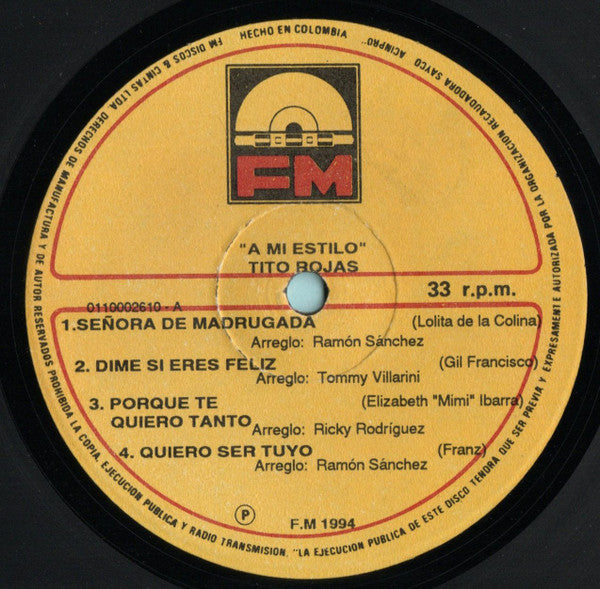 HECHO EN COLOMBIA
FM DISCOS & CINTAS LTDA. DERECHOS DE MANUFACTURA Y DE AUTOR RESERVADOS PROHIBIDA LA COPIA, EJECUCION PUBLICA Y RADIO TRANSMISION. "LA EJECUCION PUBLICA DE ESTE DISCO TENDRA QUE SER PREVIA Y EXPRESAMENTE AUTORIZADA POR LA ORGANIZACION RECAUDADORA SAYCO ACINPRO"
FM
"A MI ESTILO"
TITO ROJAS
33 r.p.m.
0110002610 - A
1.SEÑORA DE MADRUGADA (Lolita de la Colina)
Arreglo: Ramón Sánchez
2. DIME SI ERES FELIZ (Gil Francisco)
Arreglo: Tommy Villarini
3. PORQUE TE (Elizabeth "Mimi" Ibarra)
QUIERO TANTO
Arreglo: Ricky Rodríguez
4. QUIERO SER TUYO (Franz)
Arreglo: Ramón Sánchez
P F.M 1994